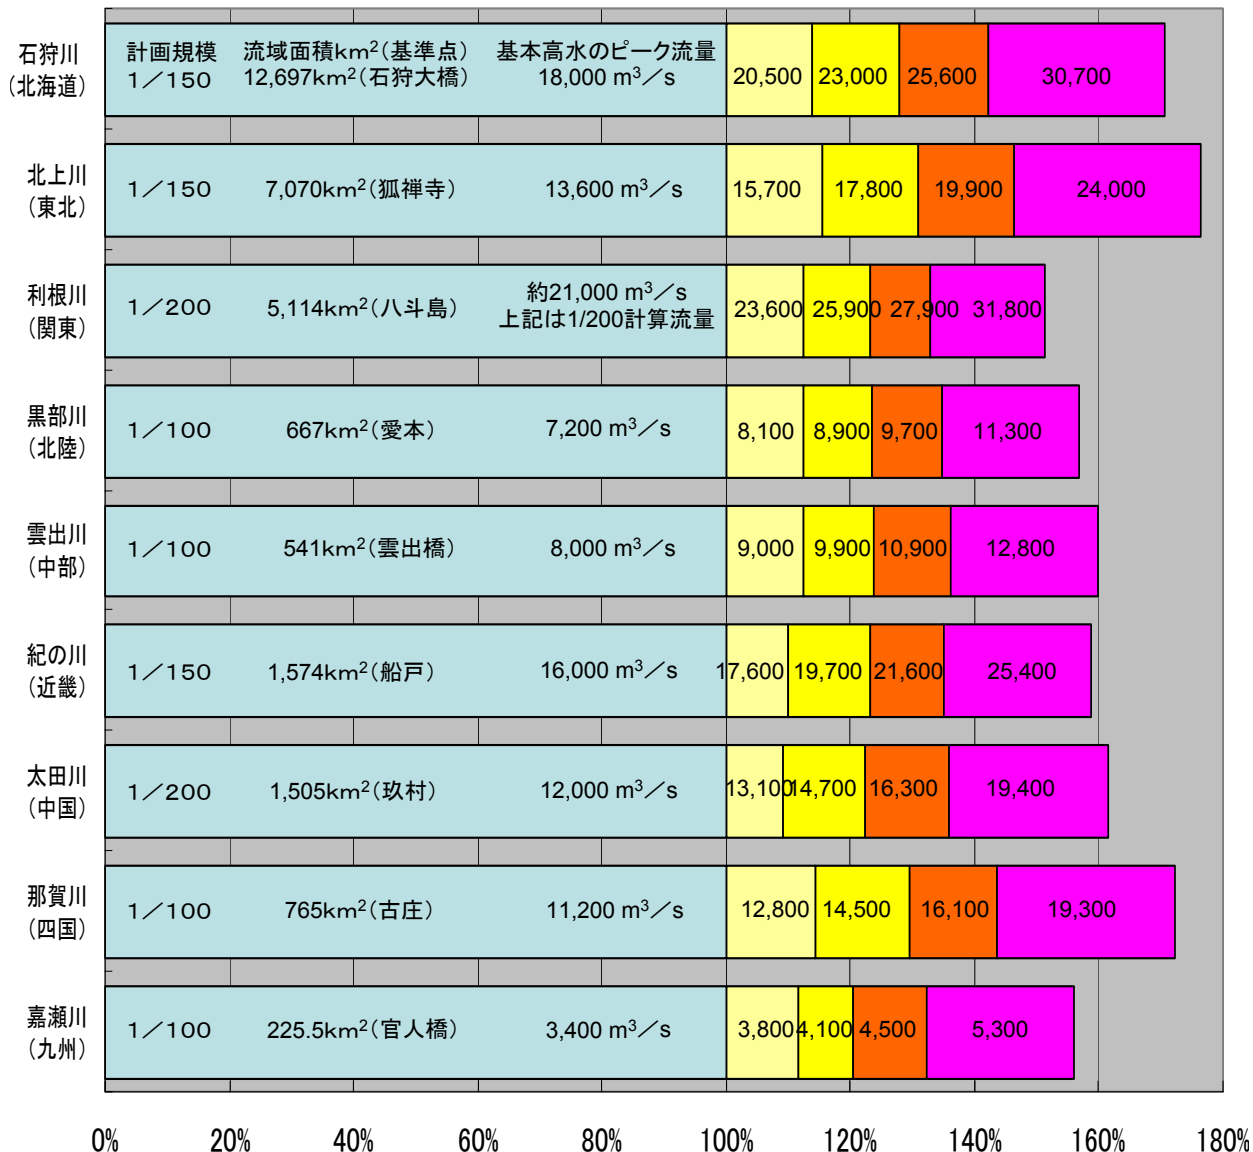 石狩川
（北海道）
計画規模
1／150
流域面積km²（基準点）
12,697km²（石狩大橋）
基本高水のピーク流量
18,000 m³／s
20,500
23,000
25,600
30,700
北上川
（東北）
1／150
7,070km²（狐禅寺）
13,600 m³／s
15,700
17,800
19,900
24,000
利根川
（関東）
1／200
5,114km²（八斗島）
約21,000 m³／s
上記は1/200計算流量
23,600
25,900
27,900
31,800
黒部川
（北陸）
1／100
667km²（愛本）
7,200 m³／s
8,100
8,900
9,700
11,300
雲出川
（中部）
1／100
541km²（雲出橋）
8,000 m³／s
9,000
9,900
10,900
12,800
紀の川
（近畿）
1／150
1,574km²（船戸）
16,000 m³／s
17,600
19,700
21,600
25,400
太田川
（中国）
1／200
1,505km²（玖村）
12,000 m³／s
13,100
14,700
16,300
19,400
那賀川
（四国）
1／100
765km²（古庄）
11,200 m³／s
12,800
14,500
16,100
19,300
嘉瀬川
（九州）
1／100
225.5km²（官人橋）
3,400 m³／s
3,800
4,100
4,500
5,300
0% 20% 40% 60% 80% 100% 120% 140% 160% 180%